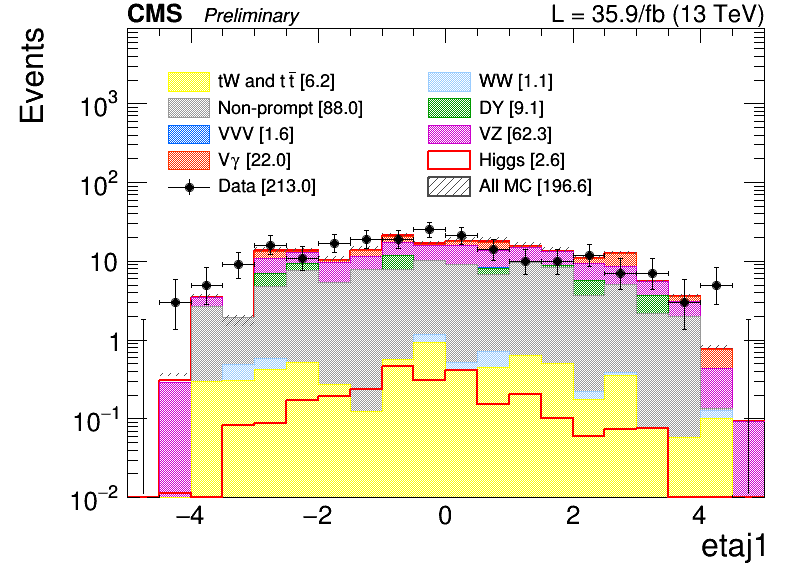 CMS Preliminary L = 35.9/fb (13 TeV)
Events
tW and t t̄ [6.2] WW [1.1]
Non-prompt [88.0] DY [9.1]
VVV [1.6] VZ [62.3]
Vγ [22.0] Higgs [2.6]
Data [213.0] All MC [196.6]
10³
10²
10
1
10⁻¹
10⁻²
−4 −2 0 2 4
etaj1